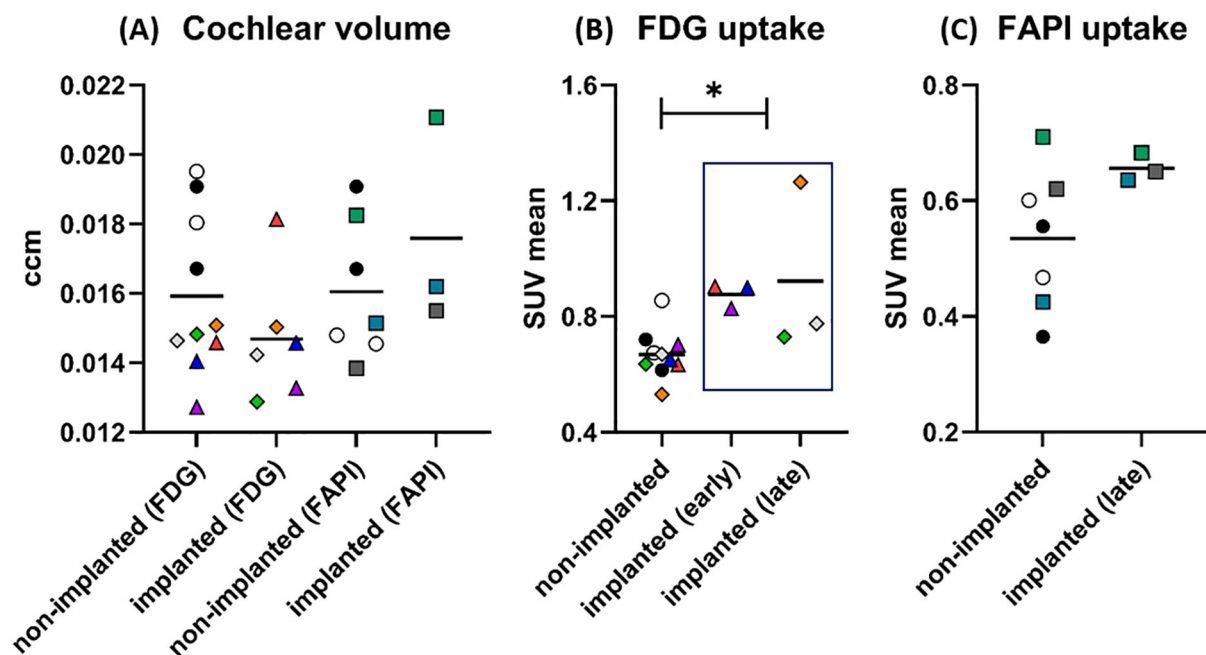 (A) Cochlear volume
ccm
0.022
0.020
0.018
0.016
0.014
0.012
non-implanted (FDG)
implanted (FDG)
non-implanted (FAPI)
implanted (FAPI)
(B) FDG uptake
SUV mean
1.6
1.2
0.8
0.4
*
non-implanted
implanted (early)
implanted (late)
(C) FAPI uptake
SUV mean
0.8
0.6
0.4
0.2
non-implanted
implanted (late)